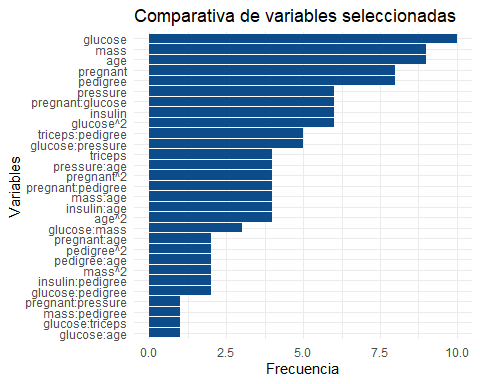 Comparativa de variables seleccionadas
glucose
mass
age
pregnant
pedigree
pressure
pregnant:glucose
insulin
glucose^2
triceps:pedigree
glucose:pressure
triceps
pressure:age
pregnant^2
pregnant:pedigree
mass:age
insulin:age
age^2
glucose:mass
pregnant:age
pedigree^2
pedigree:age
mass^2
insulin:pedigree
glucose:pedigree
pregnant:pressure
mass:pedigree
glucose:triceps
glucose:age
Variables
0.0 2.5 5.0 7.5 10.0
Frecuencia